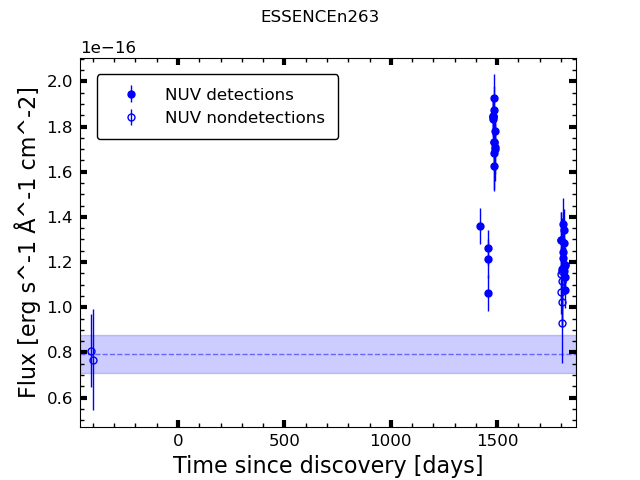 ESSENCEn263
1e−16
2.0
1.8
1.6
1.4
1.2
1.0
0.8
0.6
Flux [erg s^-1 Å^-1 cm^-2]
NUV detections
NUV nondetections
0 500 1000 1500
Time since discovery [days]